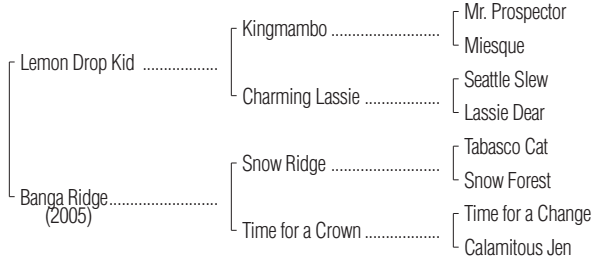 Mr. Prospector
Kingmambo ..........................
Miesque
Lemon Drop Kid ..................
Seattle Slew
Charming Lassie ..................
Lassie Dear
Tabasco Cat
Snow Ridge ..........................
Snow Forest
Banga Ridge..........................
(2005)
Time for a Change
Time for a Crown ..................
Calamitous Jen